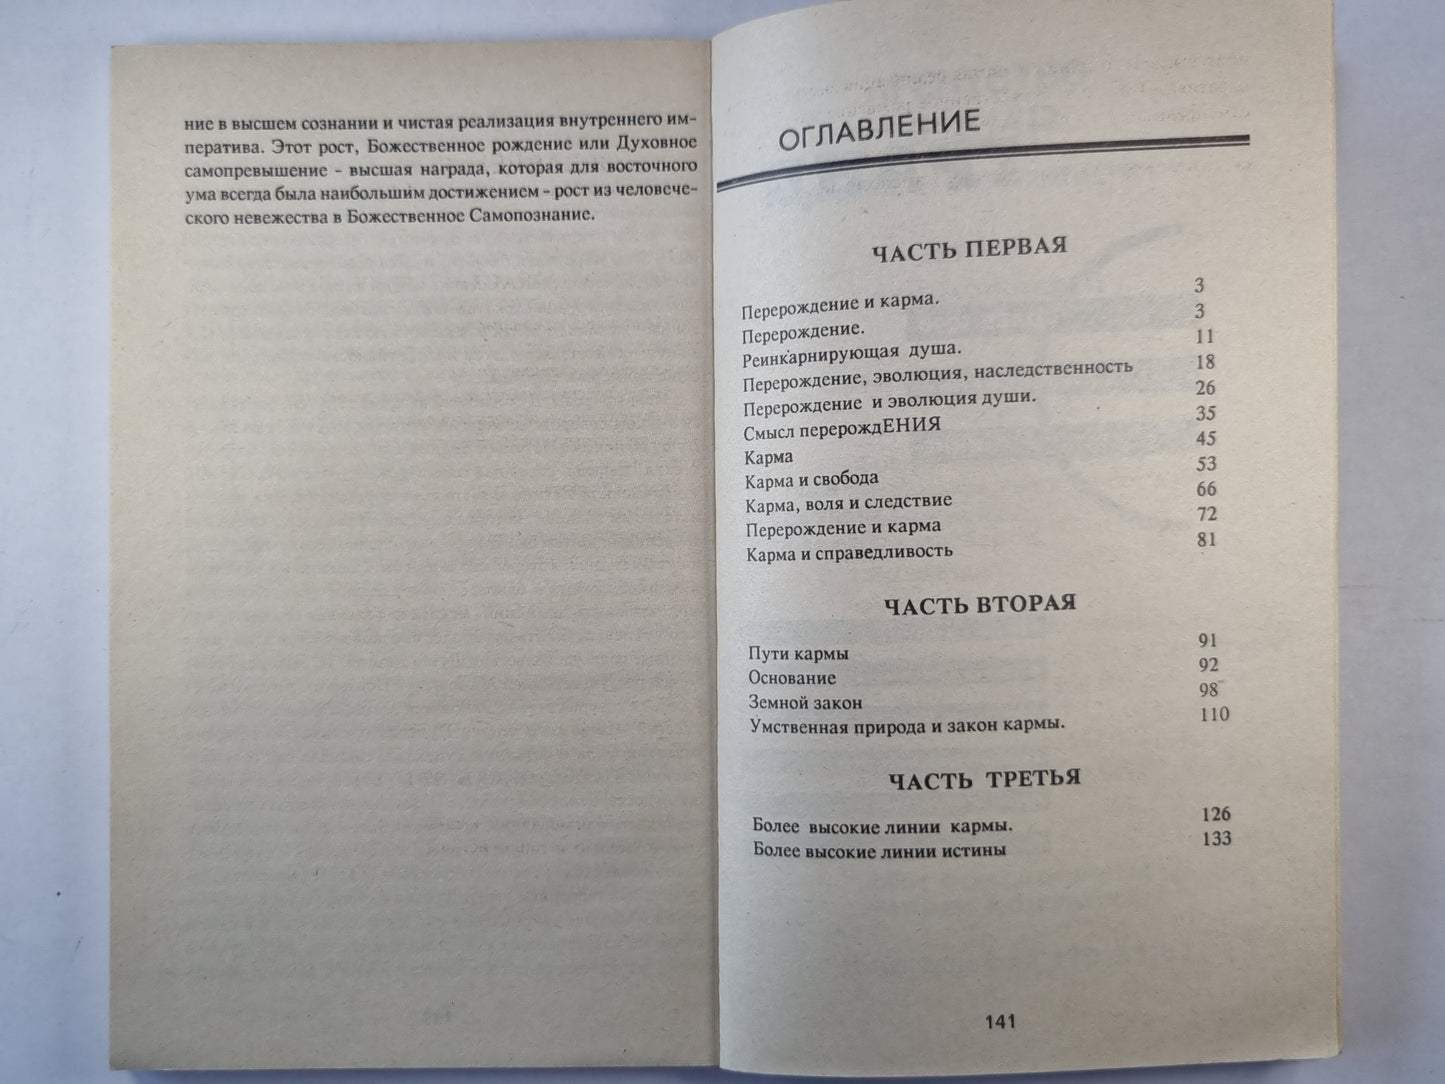 ние в высшем сознании и чистая реализация внутреннего им-
ператива. Этот рост, Божественное рождение или Духовное
самопревышение - высшая награда, которая для восточного
ума всегда была наибольшим достижением - рост из человече-
ского невежества в Божественное Самопознание.
ОГЛАВЛЕНИЕ
ЧАСТЬ ПЕРВАЯ
Перерождение и карма. 3
Перерождение. 3
Реинкарнирующая душа. 11
Перерождение, эволюция, наследственность 18
Перерождение и эволюция души. 26
Смысл перерождЕНИЯ 35
Карма 45
Карма и свобода 53
Карма, воля и следствие 66
Перерождение и карма 72
Карма и справедливость 81
ЧАСТЬ ВТОРАЯ
Пути кармы 91
Основание 92
Земной закон 98
Умственная природа и закон кармы. 110
ЧАСТЬ ТРЕТЬЯ
Более высокие линии кармы. 126
Более высокие линии истины 133
141